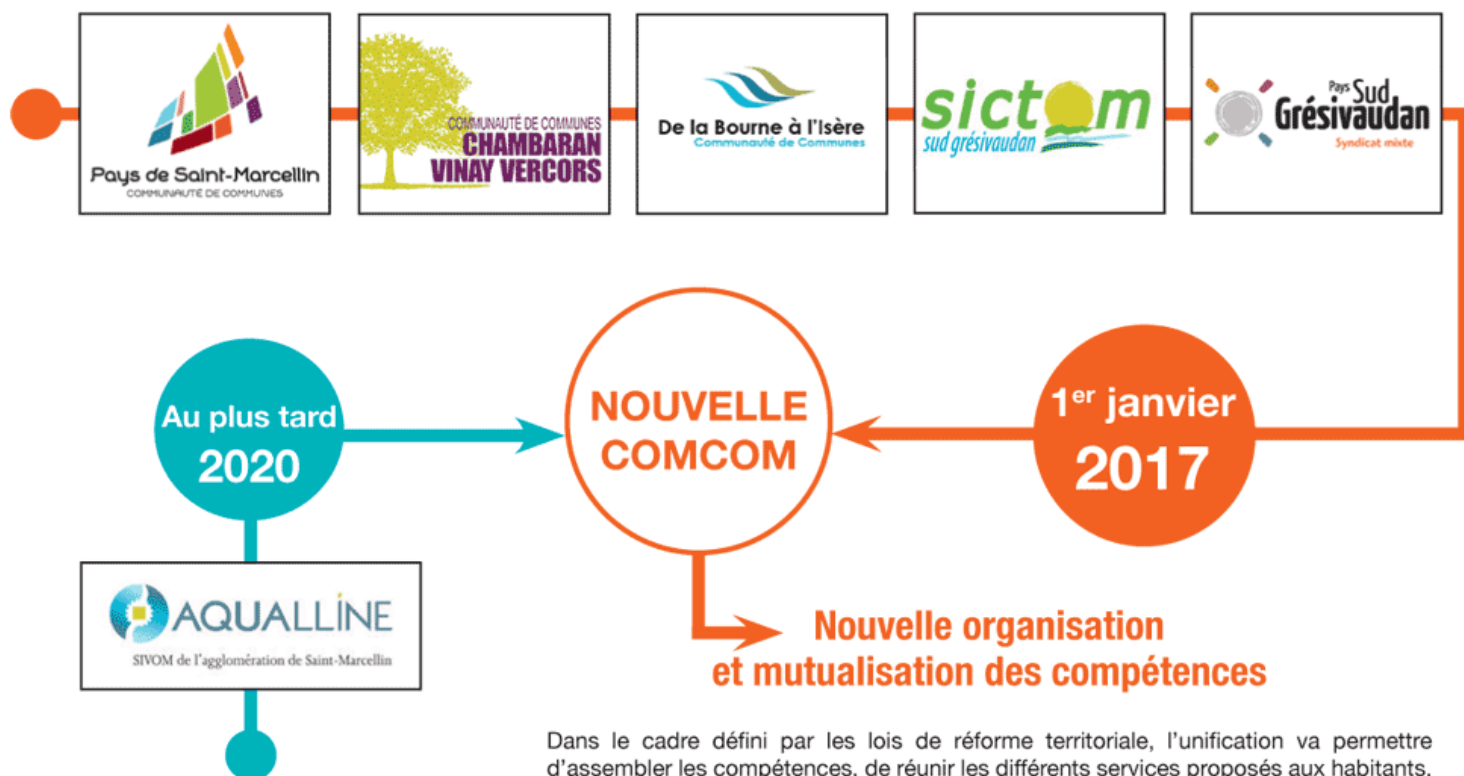 Pays de Saint-Marcellin
COMMUNAUTÉ DE COMMUNES
COMMUNAUTÉ DE COMMUNES
CHAMBARAN
VINAY VERCORS
De la Bourne à l'Isère
Communauté de Communes
sictom
sud grésivaudan
Pays Sud
Grésivaudan
Syndicat mixte
Au plus tard
2020
NOUVELLE
COMCOM
1er janvier
2017
AQUALLINE
SIVOM de l'agglomération de Saint-Marcellin
Nouvelle organisation
et mutualisation des compétences
Dans le cadre défini par les lois de réforme territoriale, l'unification va permettre
d'assembler les compétences, de réunir les différents services proposés aux habitants,